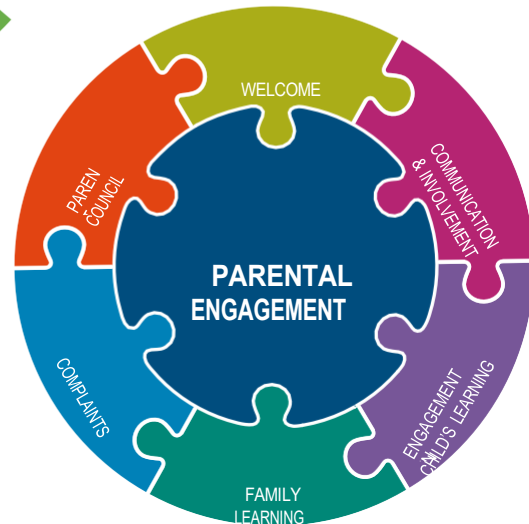 WELCOME
COMMUNICATION
& INVOLVEMENT
ENGAGEMENT
CHILD'S LEARNING
FAMILY
LEARNING
COMPLAINTS
PAREN
COUNCIL
PARENTAL
ENGAGEMENT